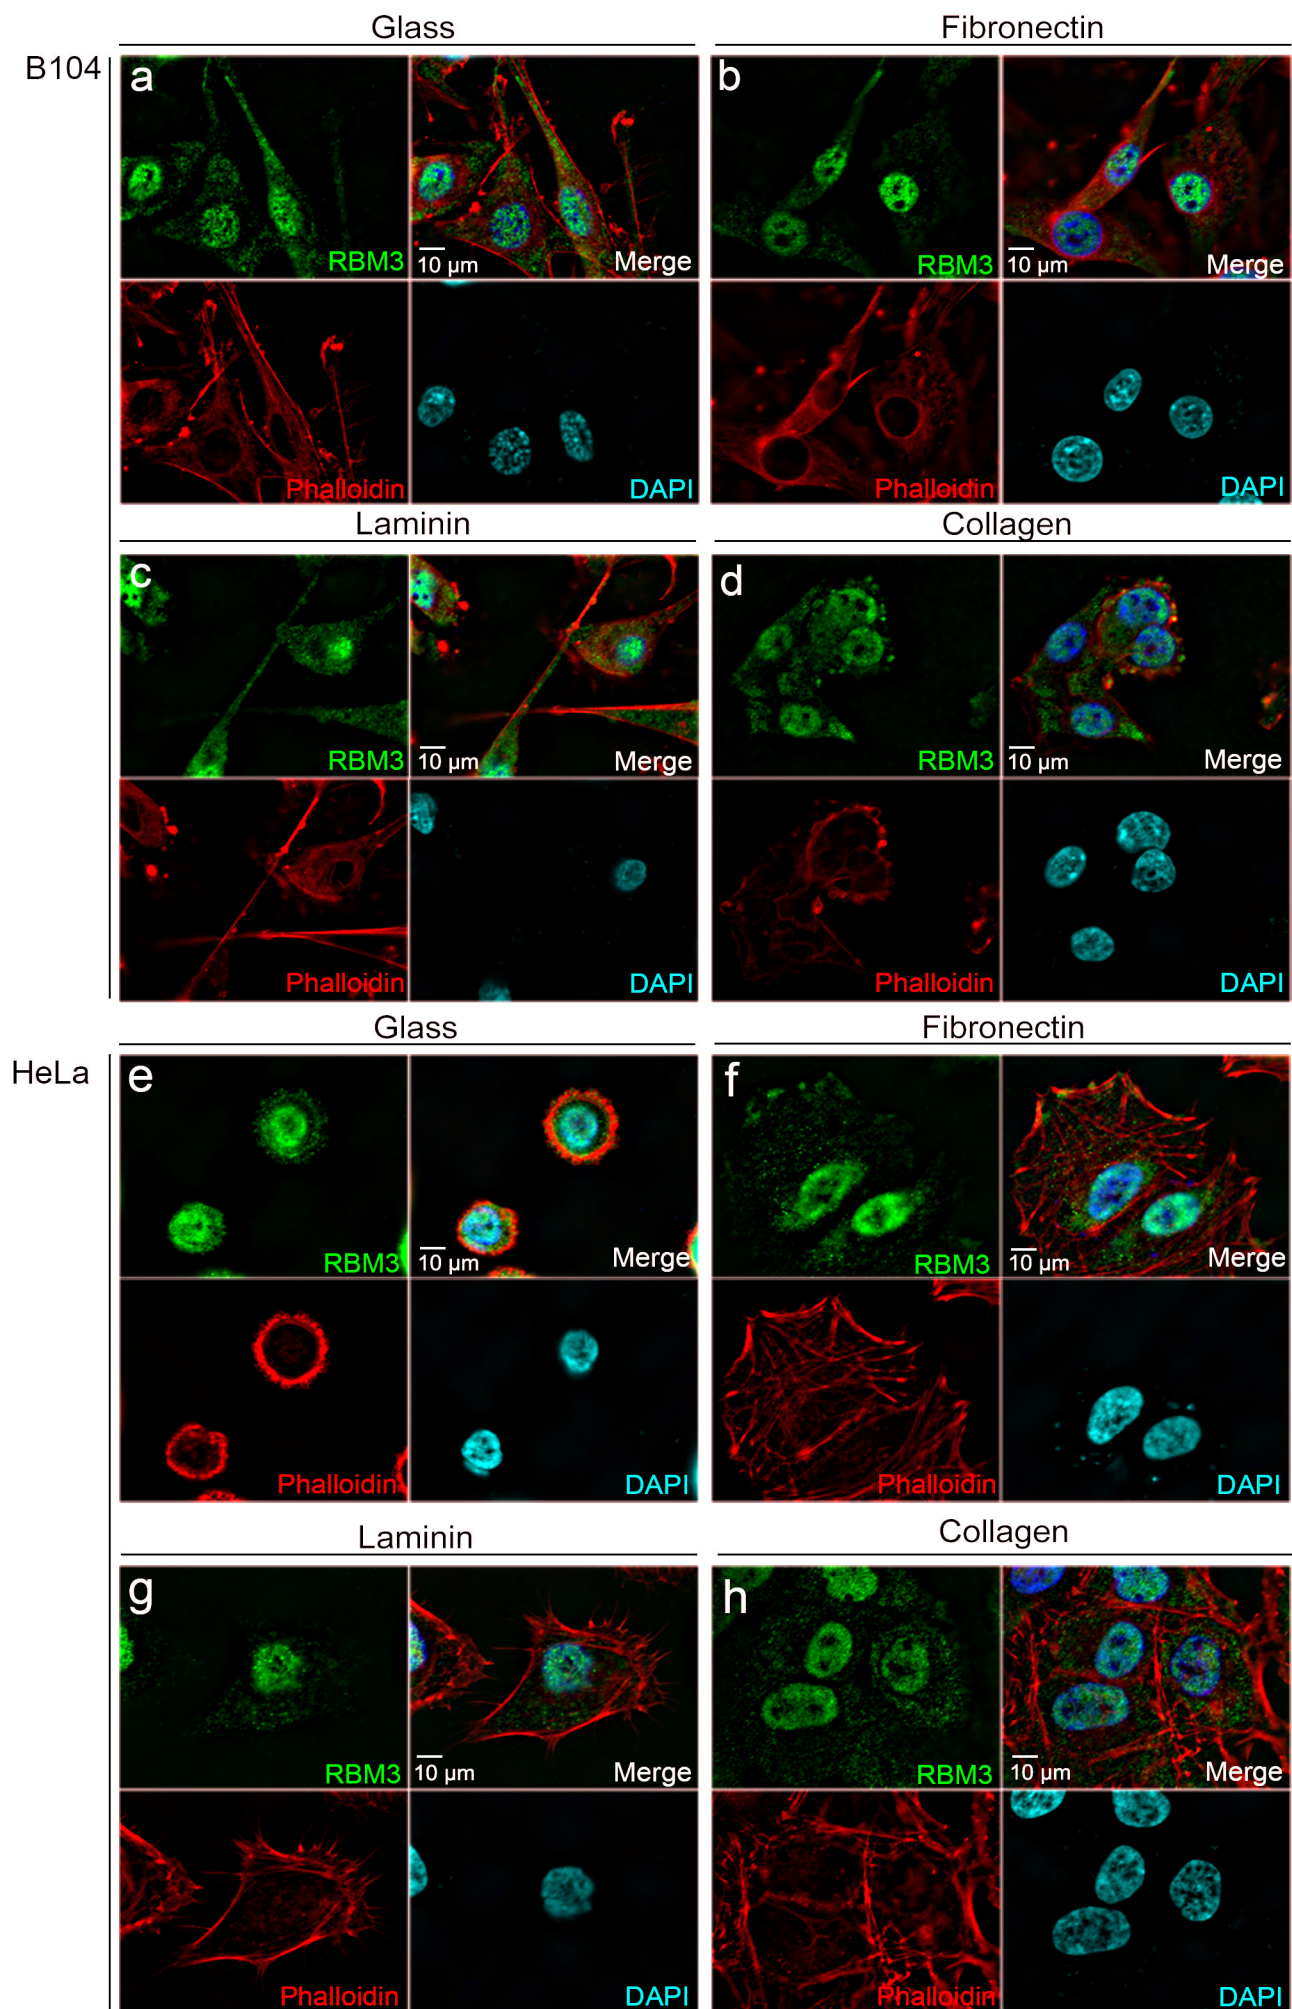 Glass Fibronectin
B104
a b
RBM3 10 µm Merge RBM3 10 µm Merge
Phalloidin DAPI Phalloidin DAPI
Laminin Collagen
c d
RBM3 10 µm Merge RBM3 10 µm Merge
Phalloidin DAPI Phalloidin DAPI
Glass Fibronectin
HeLa
e f
RBM3 10 µm Merge RBM3 10 µm Merge
Phalloidin DAPI Phalloidin DAPI
Laminin Collagen
g h
RBM3 10 µm Merge RBM3 10 µm Merge
Phalloidin DAPI Phalloidin DAPI